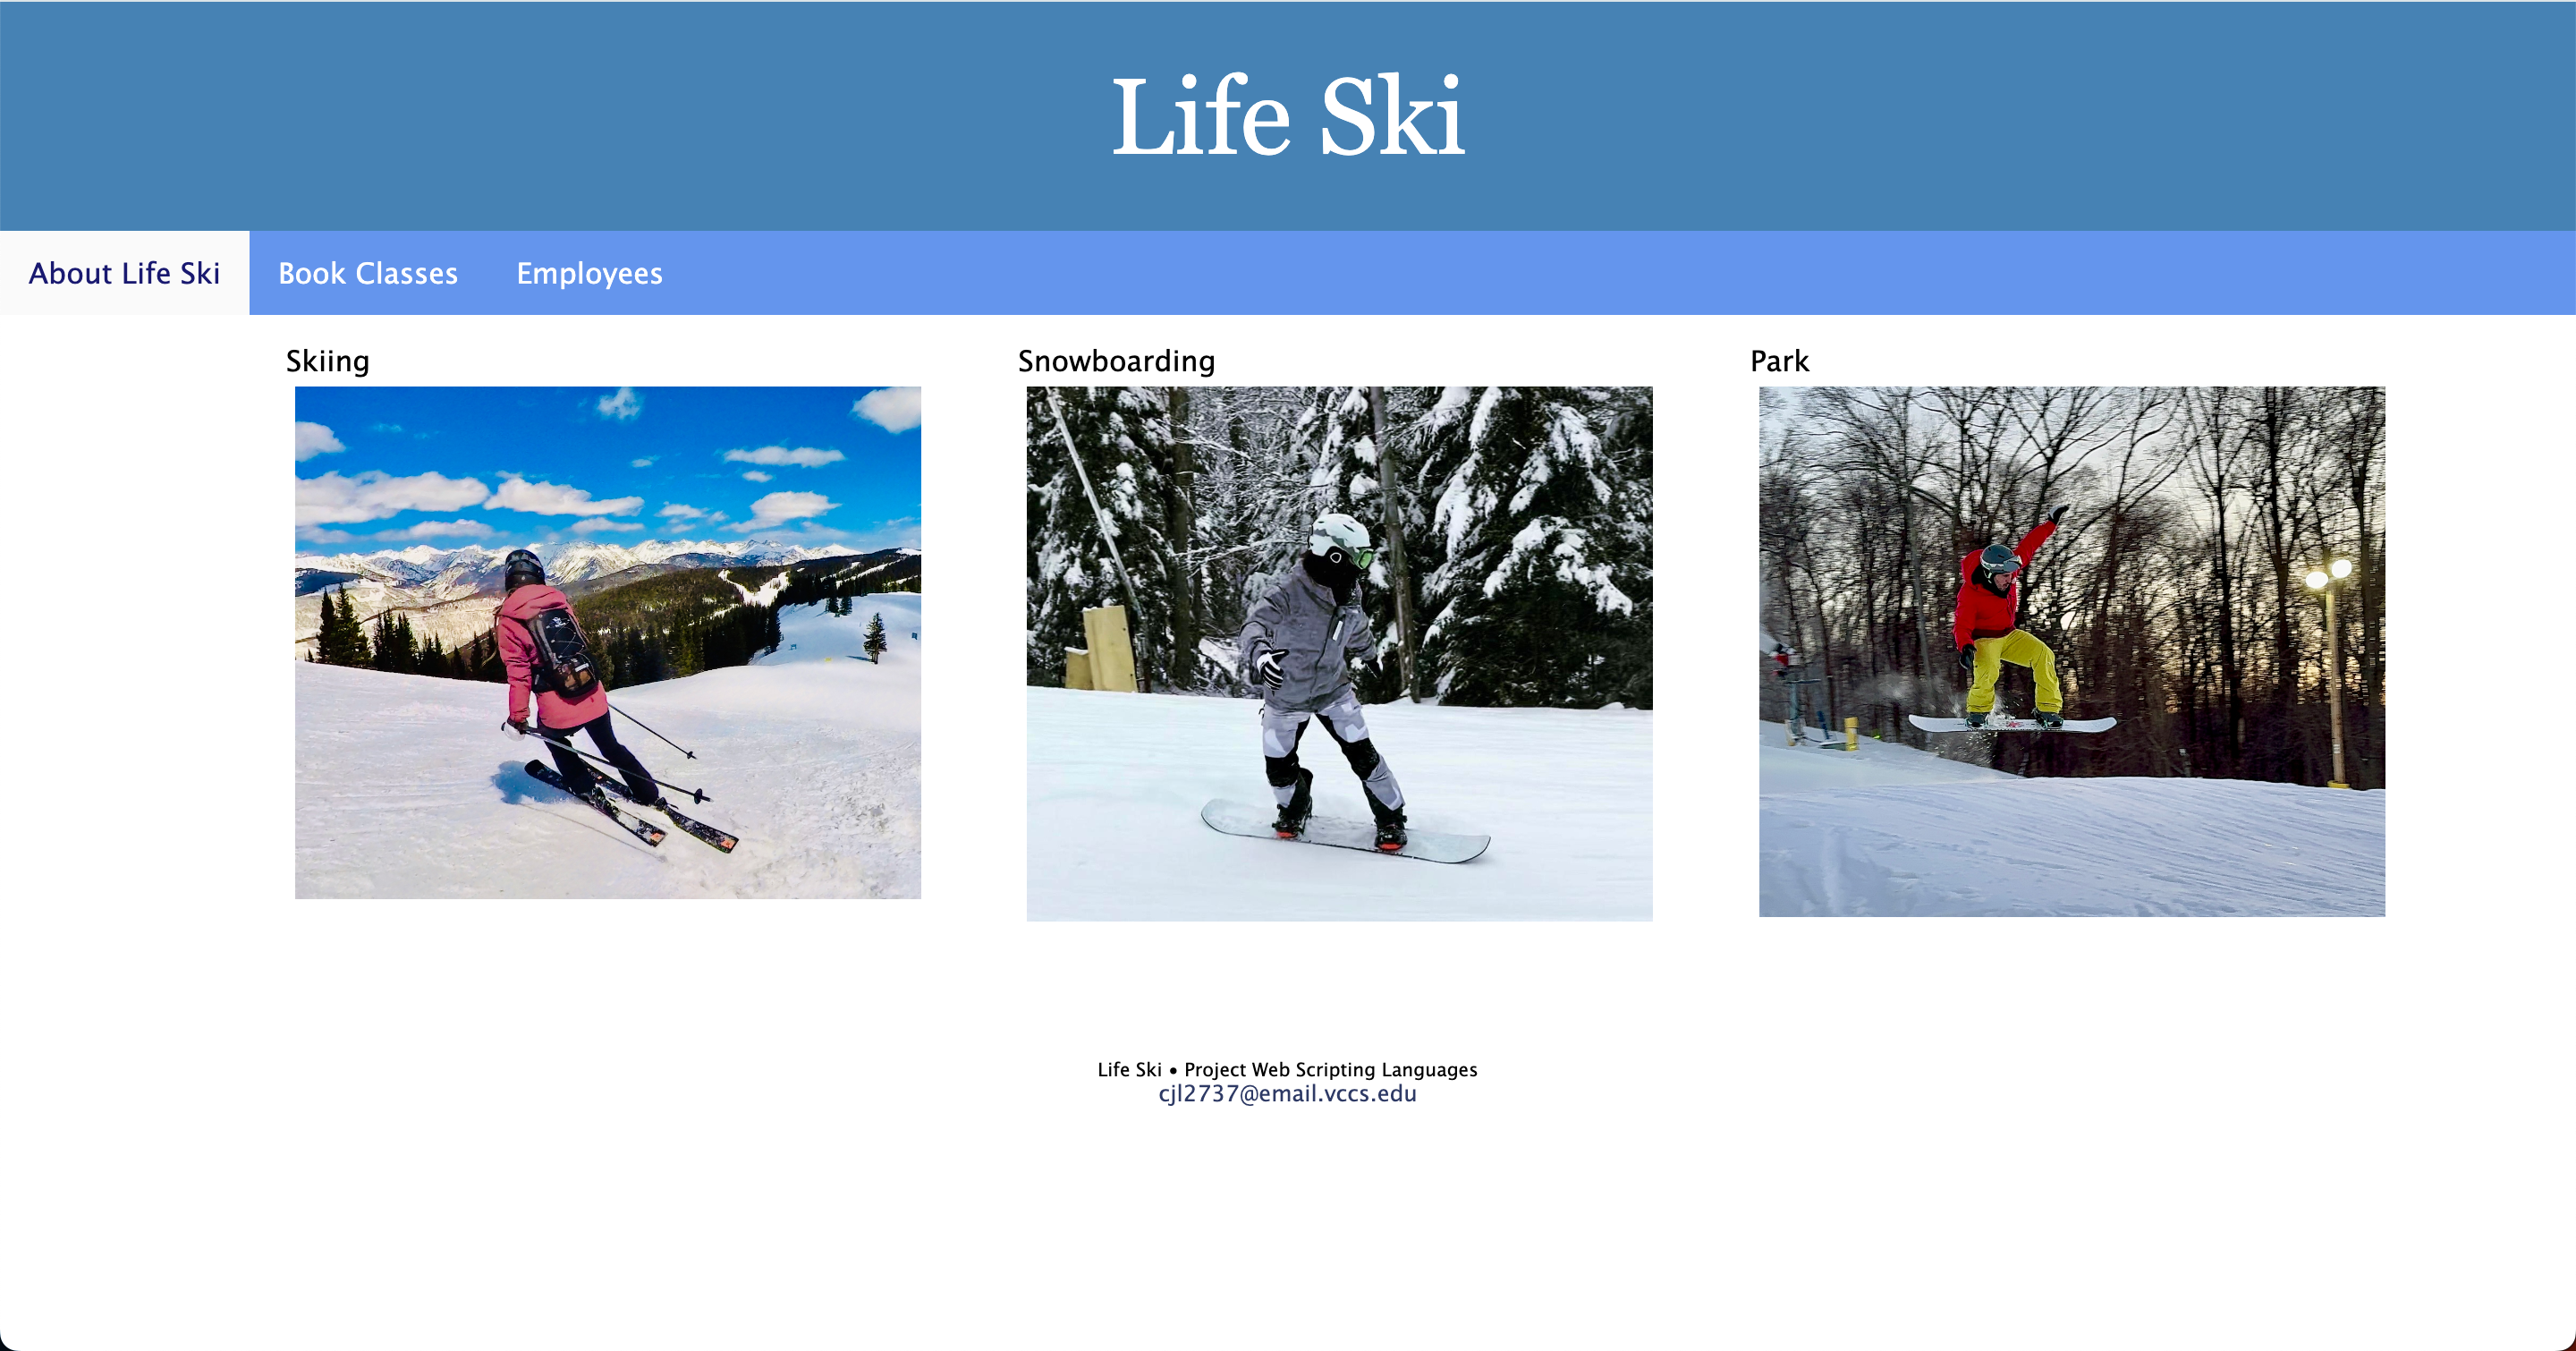 Life Ski
About Life Ski Book Classes Employees
Skiing Snowboarding Park
Life Ski • Project Web Scripting Languages
cjl2737@email.vccs.edu